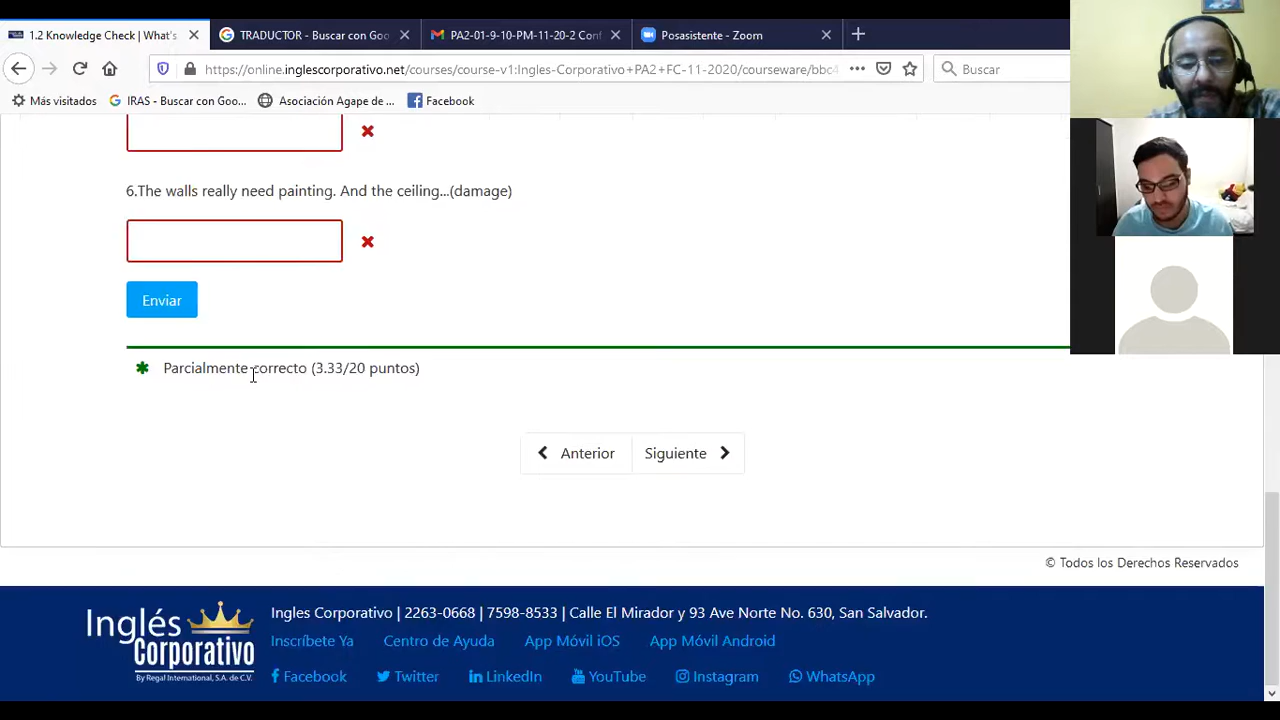 1.2 Knowledge Check | What's
TRADUCTOR - Buscar con Goo
PA2-01-9-10-PM-11-20-2 Conf
Posasistente - Zoom
https://online.inglescorporativo.net/courses/course-v1:Ingles-Corporativo+PA2+FC-11-2020/courseware/bbc4
Buscar
Más visitados
IRAS - Buscar con Goo...
Asociación Agape de ...
Facebook
6.The walls really need painting. And the ceiling...(damage)
Enviar
Parcialmente correcto (3.33/20 puntos)
Anterior
Siguiente
© Todos los Derechos Reservados
Inglés
Corporativo
By Regal International, S.A. de C.V.
Ingles Corporativo | 2263-0668 | 7598-8533 | Calle El Mirador y 93 Ave Norte No. 630, San Salvador.
Inscríbete Ya
Centro de Ayuda
App Móvil iOS
App Móvil Android
Facebook
Twitter
LinkedIn
YouTube
Instagram
WhatsApp